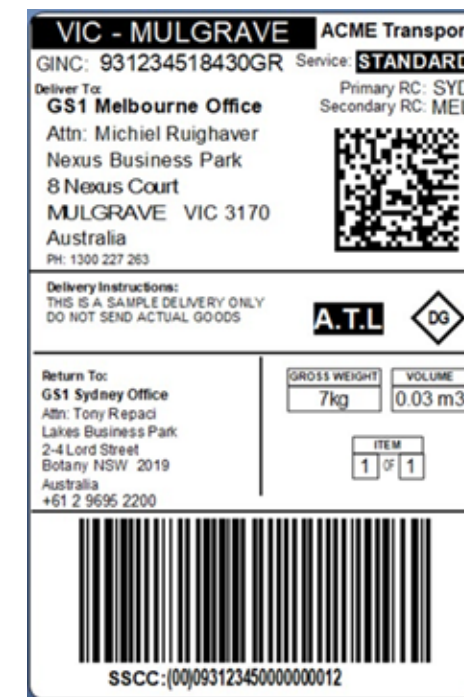 VIC - MULGRAVE
ACME Transpor
GINC: 931234518430GR
Service: STANDARD
Deliver To:
GS1 Melbourne Office
Attn: Michiel Ruighaver
Nexus Business Park
8 Nexus Court
MULGRAVE VIC 3170
Australia
PH: 1300 227 263
Primary RC: SYD
Secondary RC: MEL
Delivery Instructions:
THIS IS A SAMPLE DELIVERY ONLY
DO NOT SEND ACTUAL GOODS
A.T.L
DG
Return To:
GS1 Sydney Office
Attn: Tony Repaci
Lakes Business Park
2-4 Lord Street
Botany NSW 2019
Australia
+61 2 9695 2200
GROSS WEIGHT
7kg
VOLUME
0.03 m3
ITEM
1 OF 1
SSCC:(00)093123450000000012